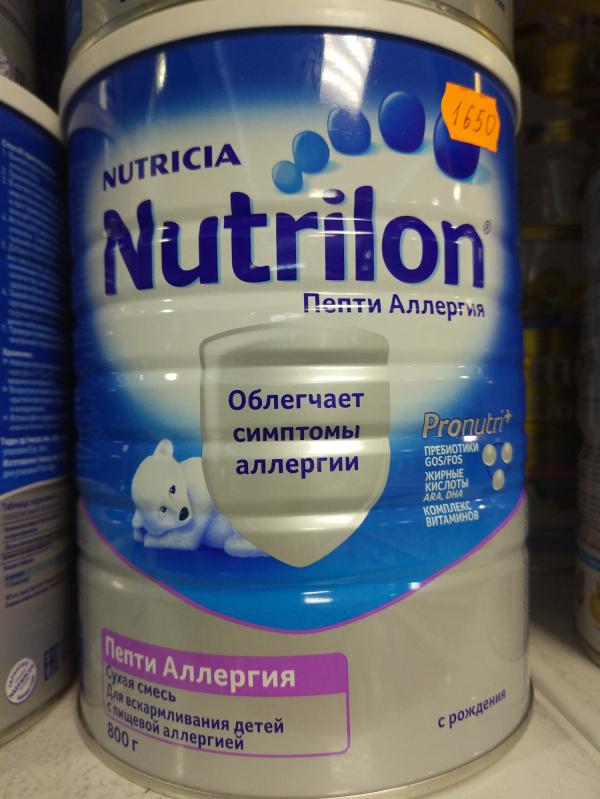 1650
NUTRICIA
Nutrilon®
Пепти Аллергия
Облегчает
симптомы
аллергии
Pronutri+
ПРЕБИОТИКИ
GOS/FOS
ЖИРНЫЕ
КИСЛОТЫ
ARA, DHA
КОМПЛЕКС
ВИТАМИНОВ
Пепти Аллергия
Сухая смесь
Для вскармливания детей
с пищевой аллергией
800 г
с рождения
EAC